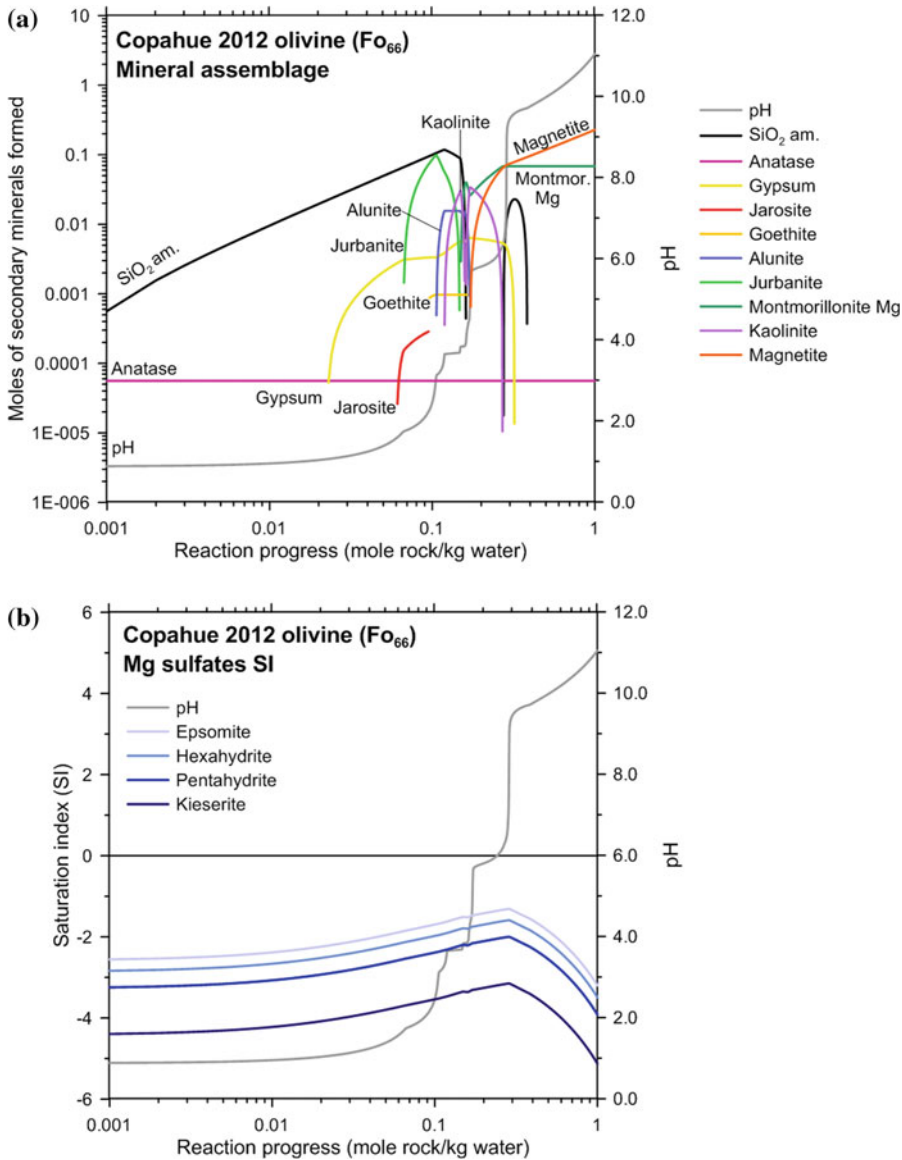 (a)
Copahue 2012 olivine (Fo66)
Mineral assemblage
10
1
0.1
0.01
0.001
0.0001
1E-005
1E-006
Moles of secondary minerals formed
12.0
10.0
8.0
6.0
4.0
2.0
0.0
pH
Kaolinite
Magnetite
Montmor.
Mg
Alunite
Jurbanite
SiO2 am.
Goethite
Anatase
Gypsum
Jarosite
pH
0.001
0.01
0.1
1
Reaction progress (mole rock/kg water)
pH
SiO2 am.
Anatase
Gypsum
Jarosite
Goethite
Alunite
Jurbanite
Montmorillonite Mg
Kaolinite
Magnetite
(b)
Copahue 2012 olivine (Fo66)
Mg sulfates SI
pH
Epsomite
Hexahydrite
Pentahydrite
Kieserite
6
4
2
0
-2
-4
-6
Saturation index (SI)
12.0
10.0
8.0
6.0
4.0
2.0
0.0
pH
0.001
0.01
0.1
1
Reaction progress (mole rock/kg water)